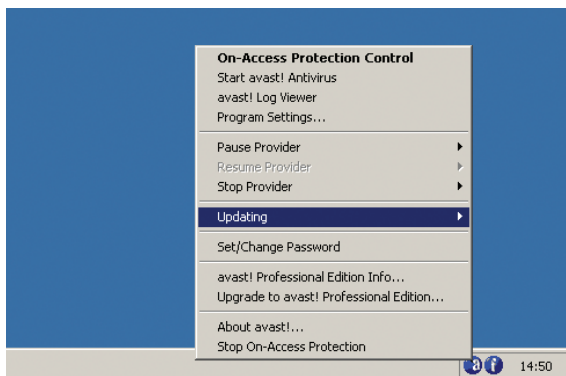 On-Access Protection Control
Start avast! Antivirus
avast! Log Viewer
Program Settings...
Pause Provider
Resume Provider
Stop Provider
Updating
Set/Change Password
avast! Professional Edition Info...
Upgrade to avast! Professional Edition...
About avast!...
Stop On-Access Protection
a i 14:50